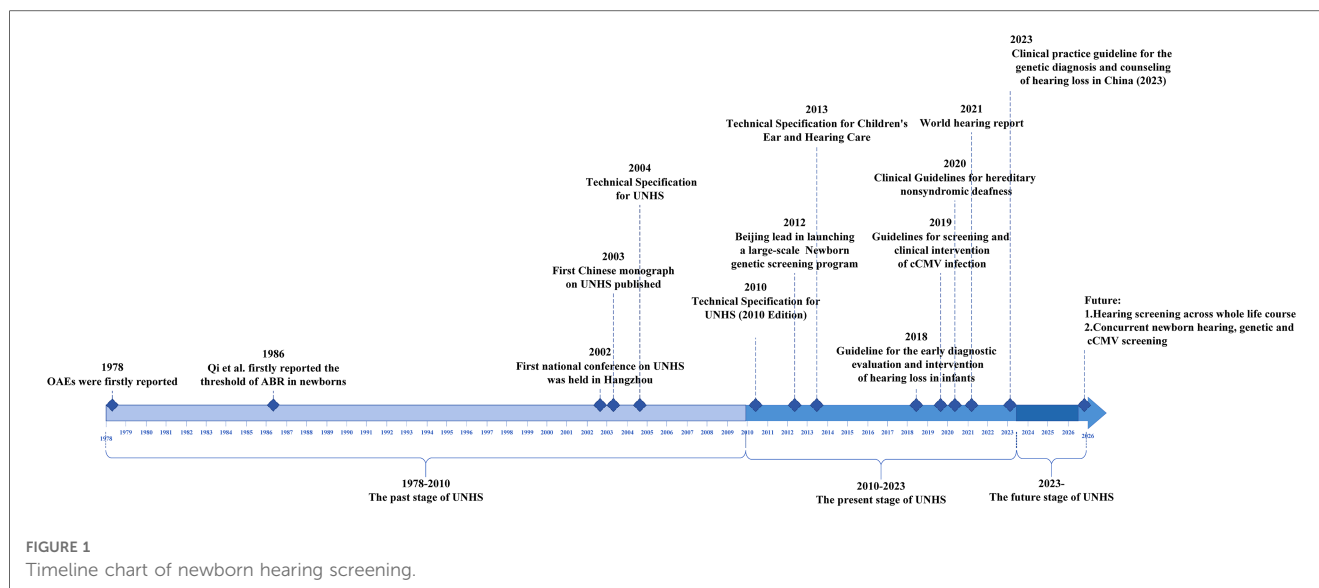 2023
Clinical practice guideline for the
genetic diagnosis and counseling
of hearing loss in China (2023)
2013
Technical Specification for Children's
Ear and Hearing Care
2021
World hearing report
2004
Technical Specification
for UNHS
2020
Clinical Guidelines for hereditary
nonsyndromic deafness
2012
Beijing lead in launching
a large-scale Newborn
genetic screening program
2019
Guidelines for screening and
clinical intervention
of cCMV infection
2003
First Chinese monograph
on UNHS published
2010
Technical Specification for
UNHS (2010 Edition)
Future:
1.Hearing screening across whole life course
2.Concurrent newborn hearing, genetic and
cCMV screening
1978
OAEs were firstly reported
1986
Qi et al. firstly reported the
threshold of ABR in newborns
2002
First national conference on UNHS
was held in Hangzhou
2018
Guideline for the early diagnostic
evaluation and intervention
of hearing loss in infants
1978 1979 1980 1981 1982 1983 1984 1985 1986 1987 1988 1989 1990 1991 1992 1993 1994 1995 1996 1997 1998 1999 2000 2001 2002 2003 2004 2005 2006 2007 2008 2009 2010 2011 2012 2013 2014 2015 2016 2017 2018 2019 2020 2021 2022 2023 2024 2025 2026 2026
1978-2010
The past stage of UNHS
2010-2023
The present stage of UNHS
2023-
The future stage of UNHS
FIGURE 1
Timeline chart of newborn hearing screening.